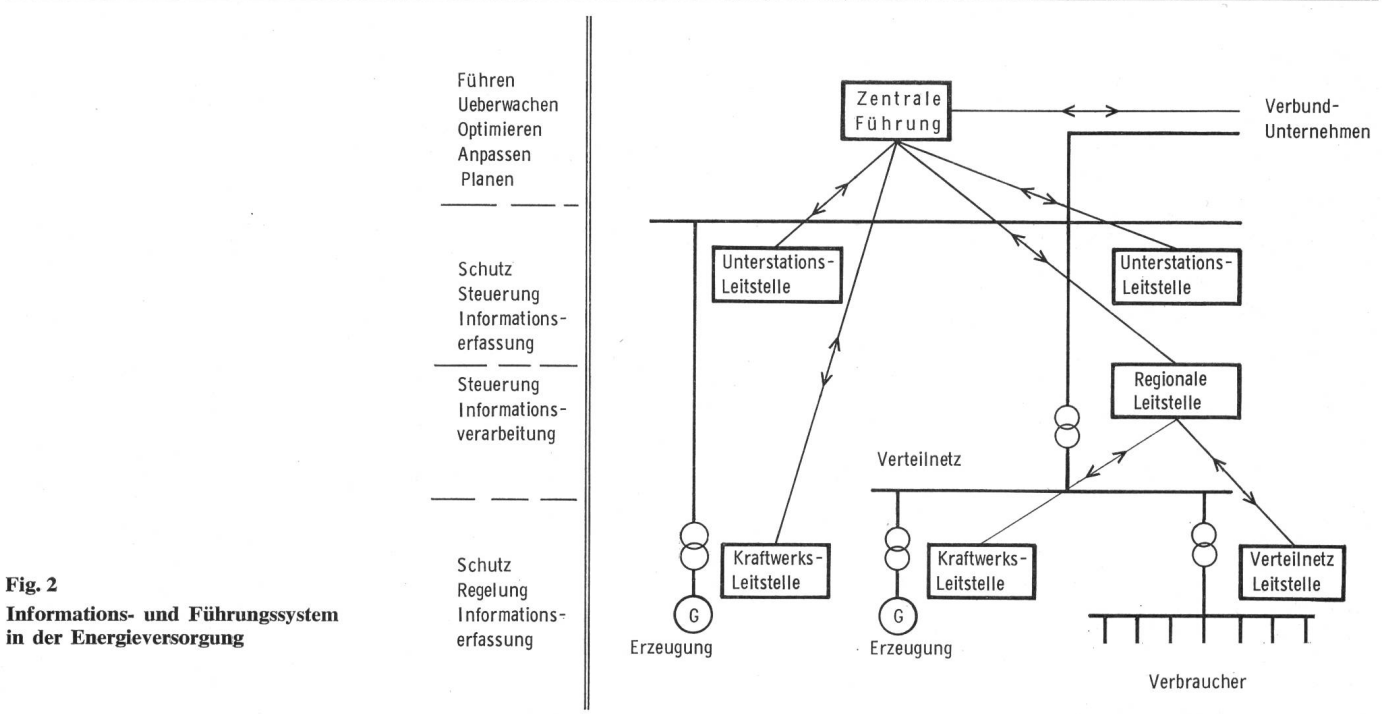 Führen
Ueberwachen
Optimieren
Anpassen
Planen
Schutz
Steuerung
Informations-
erfassung
Steuerung
Informations-
verarbeitung
Schutz
Regelung
Informations-
erfassung
Fig. 2
Informations- und Führungssystem
in der Energieversorgung
Zentrale
Führung
Verbund-
Unternehmen
Unterstations-
Leitstelle
Unterstations-
Leitstelle
Regionale
Leitstelle
Verteilnetz
Kraftwerks-
Leitstelle
Kraftwerks-
Leitstelle
Verteilnetz
Leitstelle
G
Erzeugung
G
Erzeugung
Verbraucher